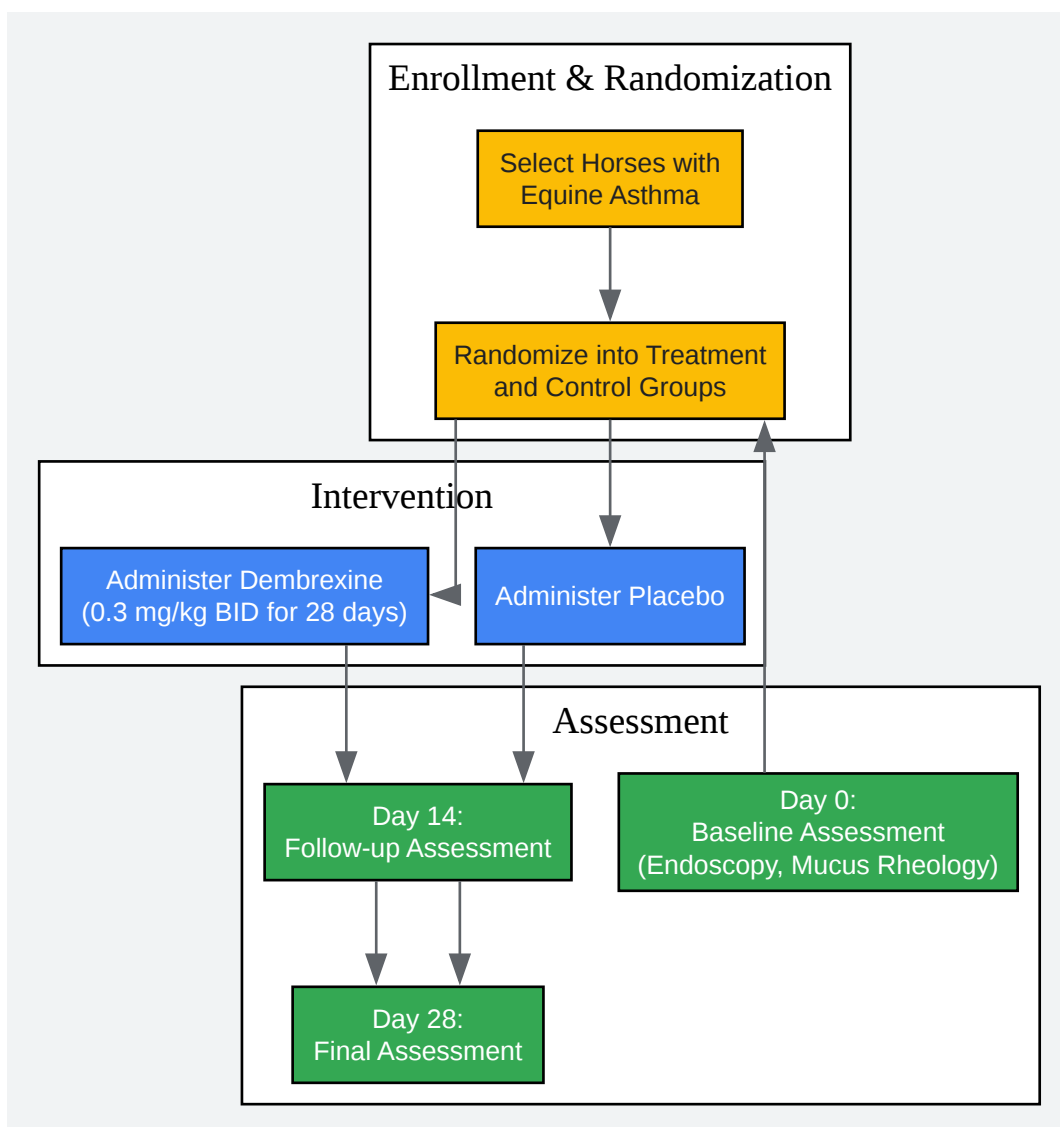 Enrollment & Randomization
Select Horses with
Equine Asthma
Randomize into Treatment
and Control Groups
Intervention
Administer Dembrexine
(0.3 mg/kg BID for 28 days)
Administer Placebo
Assessment
Day 14:
Follow-up Assessment
Day 0:
Baseline Assessment
(Endoscopy, Mucus Rheology)
Day 28:
Final Assessment